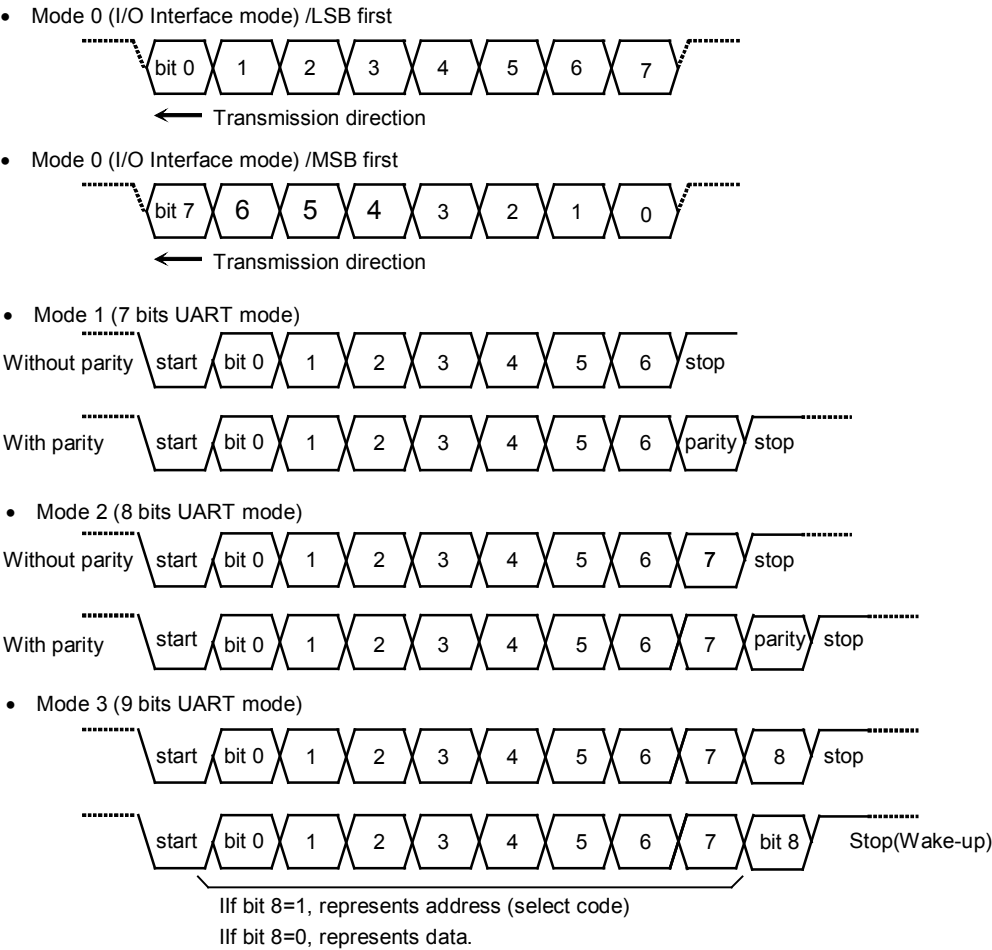 • Mode 0 (I/O Interface mode) /LSB first
bit 0 1 2 3 4 5 6 7
Transmission direction
• Mode 0 (I/O Interface mode) /MSB first
bit 7 6 5 4 3 2 1 0
Transmission direction
• Mode 1 (7 bits UART mode)
Without parity start bit 0 1 2 3 4 5 6 stop
With parity start bit 0 1 2 3 4 5 6 parity stop
• Mode 2 (8 bits UART mode)
Without parity start bit 0 1 2 3 4 5 6 7 stop
With parity start bit 0 1 2 3 4 5 6 7 parity stop
• Mode 3 (9 bits UART mode)
start bit 0 1 2 3 4 5 6 7 8 stop
start bit 0 1 2 3 4 5 6 7 bit 8 Stop(Wake-up)
IIf bit 8=1, represents address (select code)
IIf bit 8=0, represents data.